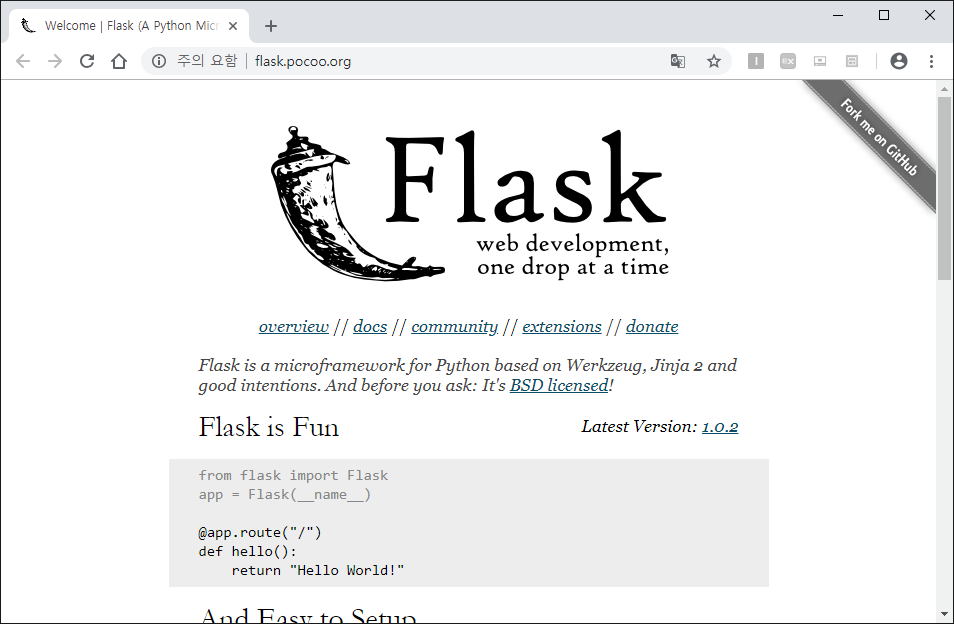 Welcome | Flask (A Python Micr
주의 요함 | flask.pocoo.org
Fork me on GitHub
Flask
web development,
one drop at a time
overview // docs // community // extensions // donate
Flask is a microframework for Python based on Werkzeug, Jinja 2 and
good intentions. And before you ask: It's BSD licensed!
Flask is Fun
Latest Version: 1.0.2
from flask import Flask
app = Flask(__name__)
@app.route("/")
def hello():
    return "Hello World!"
And Easy to Setup